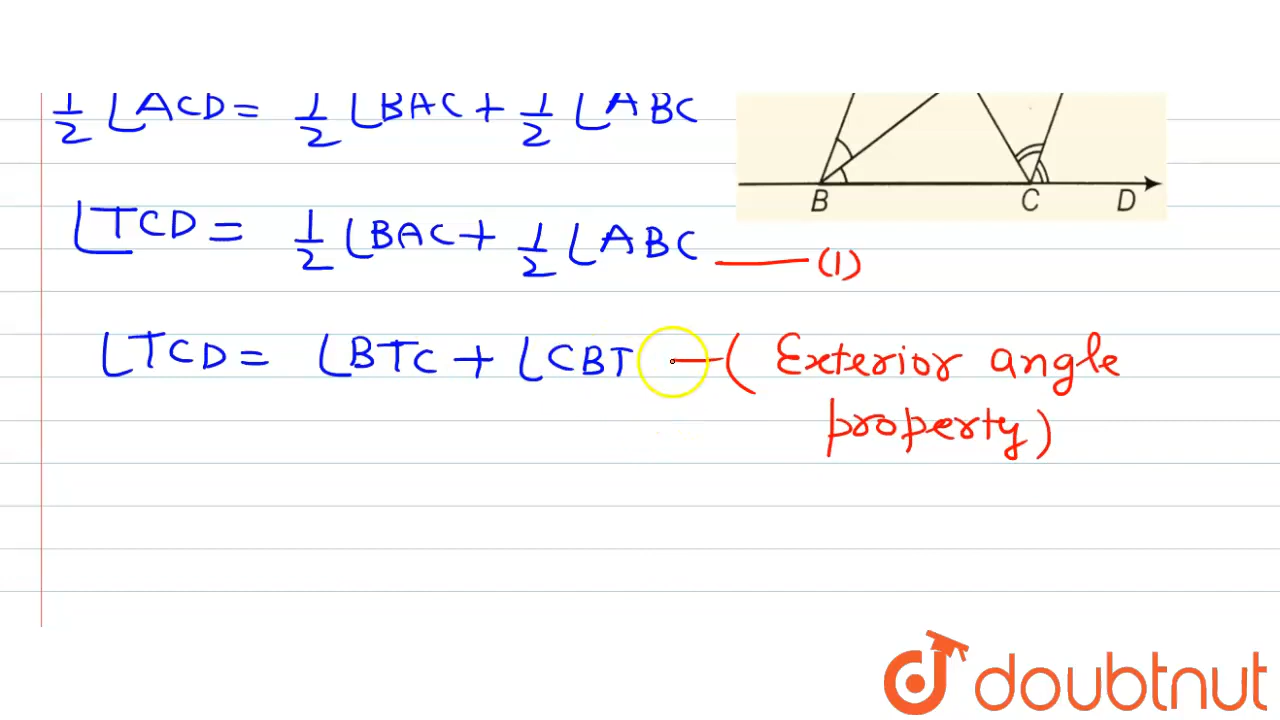 1/2 ∠ACD = 1/2 ∠BAC + 1/2 ∠ABC
B C D
∠TCD = 1/2 ∠BAC + 1/2 ∠ABC —(1)
∠TCD = ∠BTC + ∠CBT —( Exterior angle
property)
doubtnut